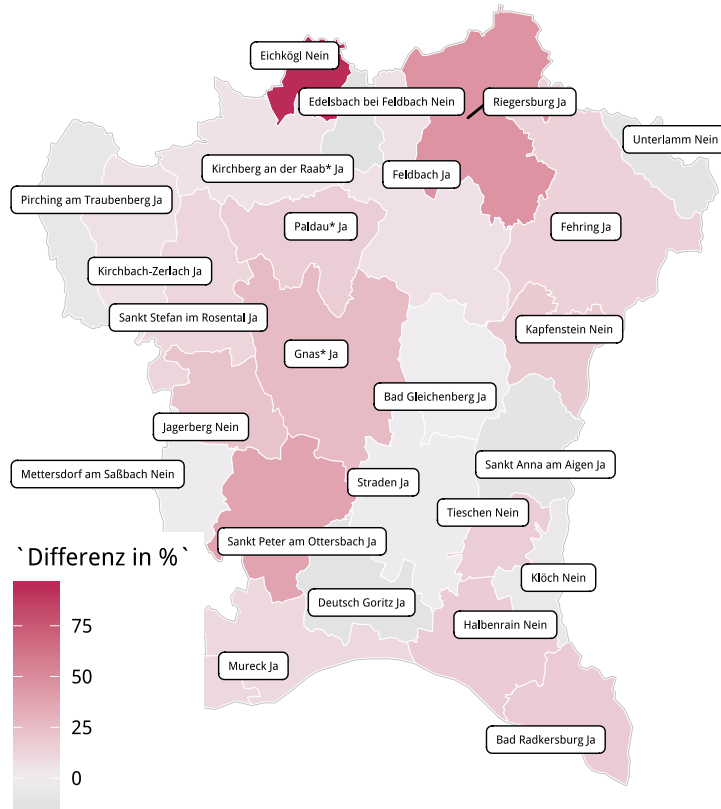 Eichkögl Nein
Edelsbach bei Feldbach Nein
Riegersburg Ja
Unterlamm Nein
Kirchberg an der Raab* Ja
Feldbach Ja
Pirching am Traubenberg Ja
Paldau* Ja
Fehring Ja
Kirchbach-Zerlach Ja
Sankt Stefan im Rosental Ja
Kapfenstein Nein
Gnas* Ja
Bad Gleichenberg Ja
Jagerberg Nein
Sankt Anna am Aigen Ja
Mettersdorf am Saßbach Nein
Straden Ja
Tieschen Nein
Sankt Peter am Ottersbach Ja
Klöch Nein
Deutsch Goritz Ja
Halbenrain Nein
Mureck Ja
Bad Radkersburg Ja
`Differenz in %`
75
50
25
0